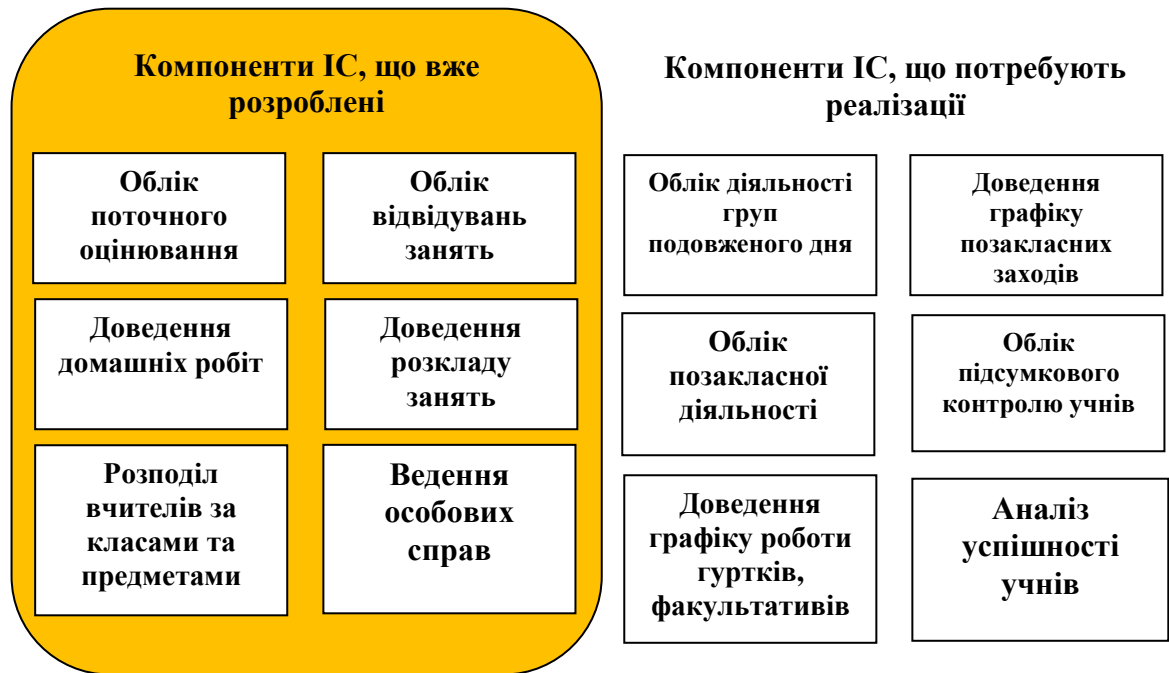 Компоненти ІС, що вже
розроблені
Облік
поточного
оцінювання
Облік
відвідувань
занять
Доведення
домашніх робіт
Доведення
розкладу
занять
Розподіл
вчителів за
класами та
предметами
Ведення
особових
справ
Компоненти ІС, що потребують
реалізації
Облік діяльності
груп
подовженого дня
Доведення
графіку
позакласних
заходів
Облік
позакласної
діяльності
Облік
підсумкового
контролю учнів
Доведення
графіку роботи
гуртків,
факультативів
Аналіз
успішності
учнів